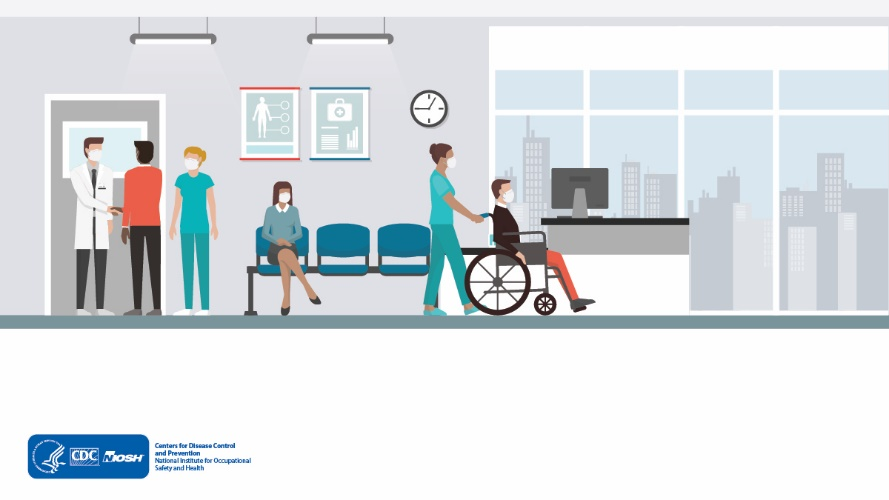 CDC
NIOSH
Centers for Disease Control
and Prevention
National Institute for Occupational
Safety and Health